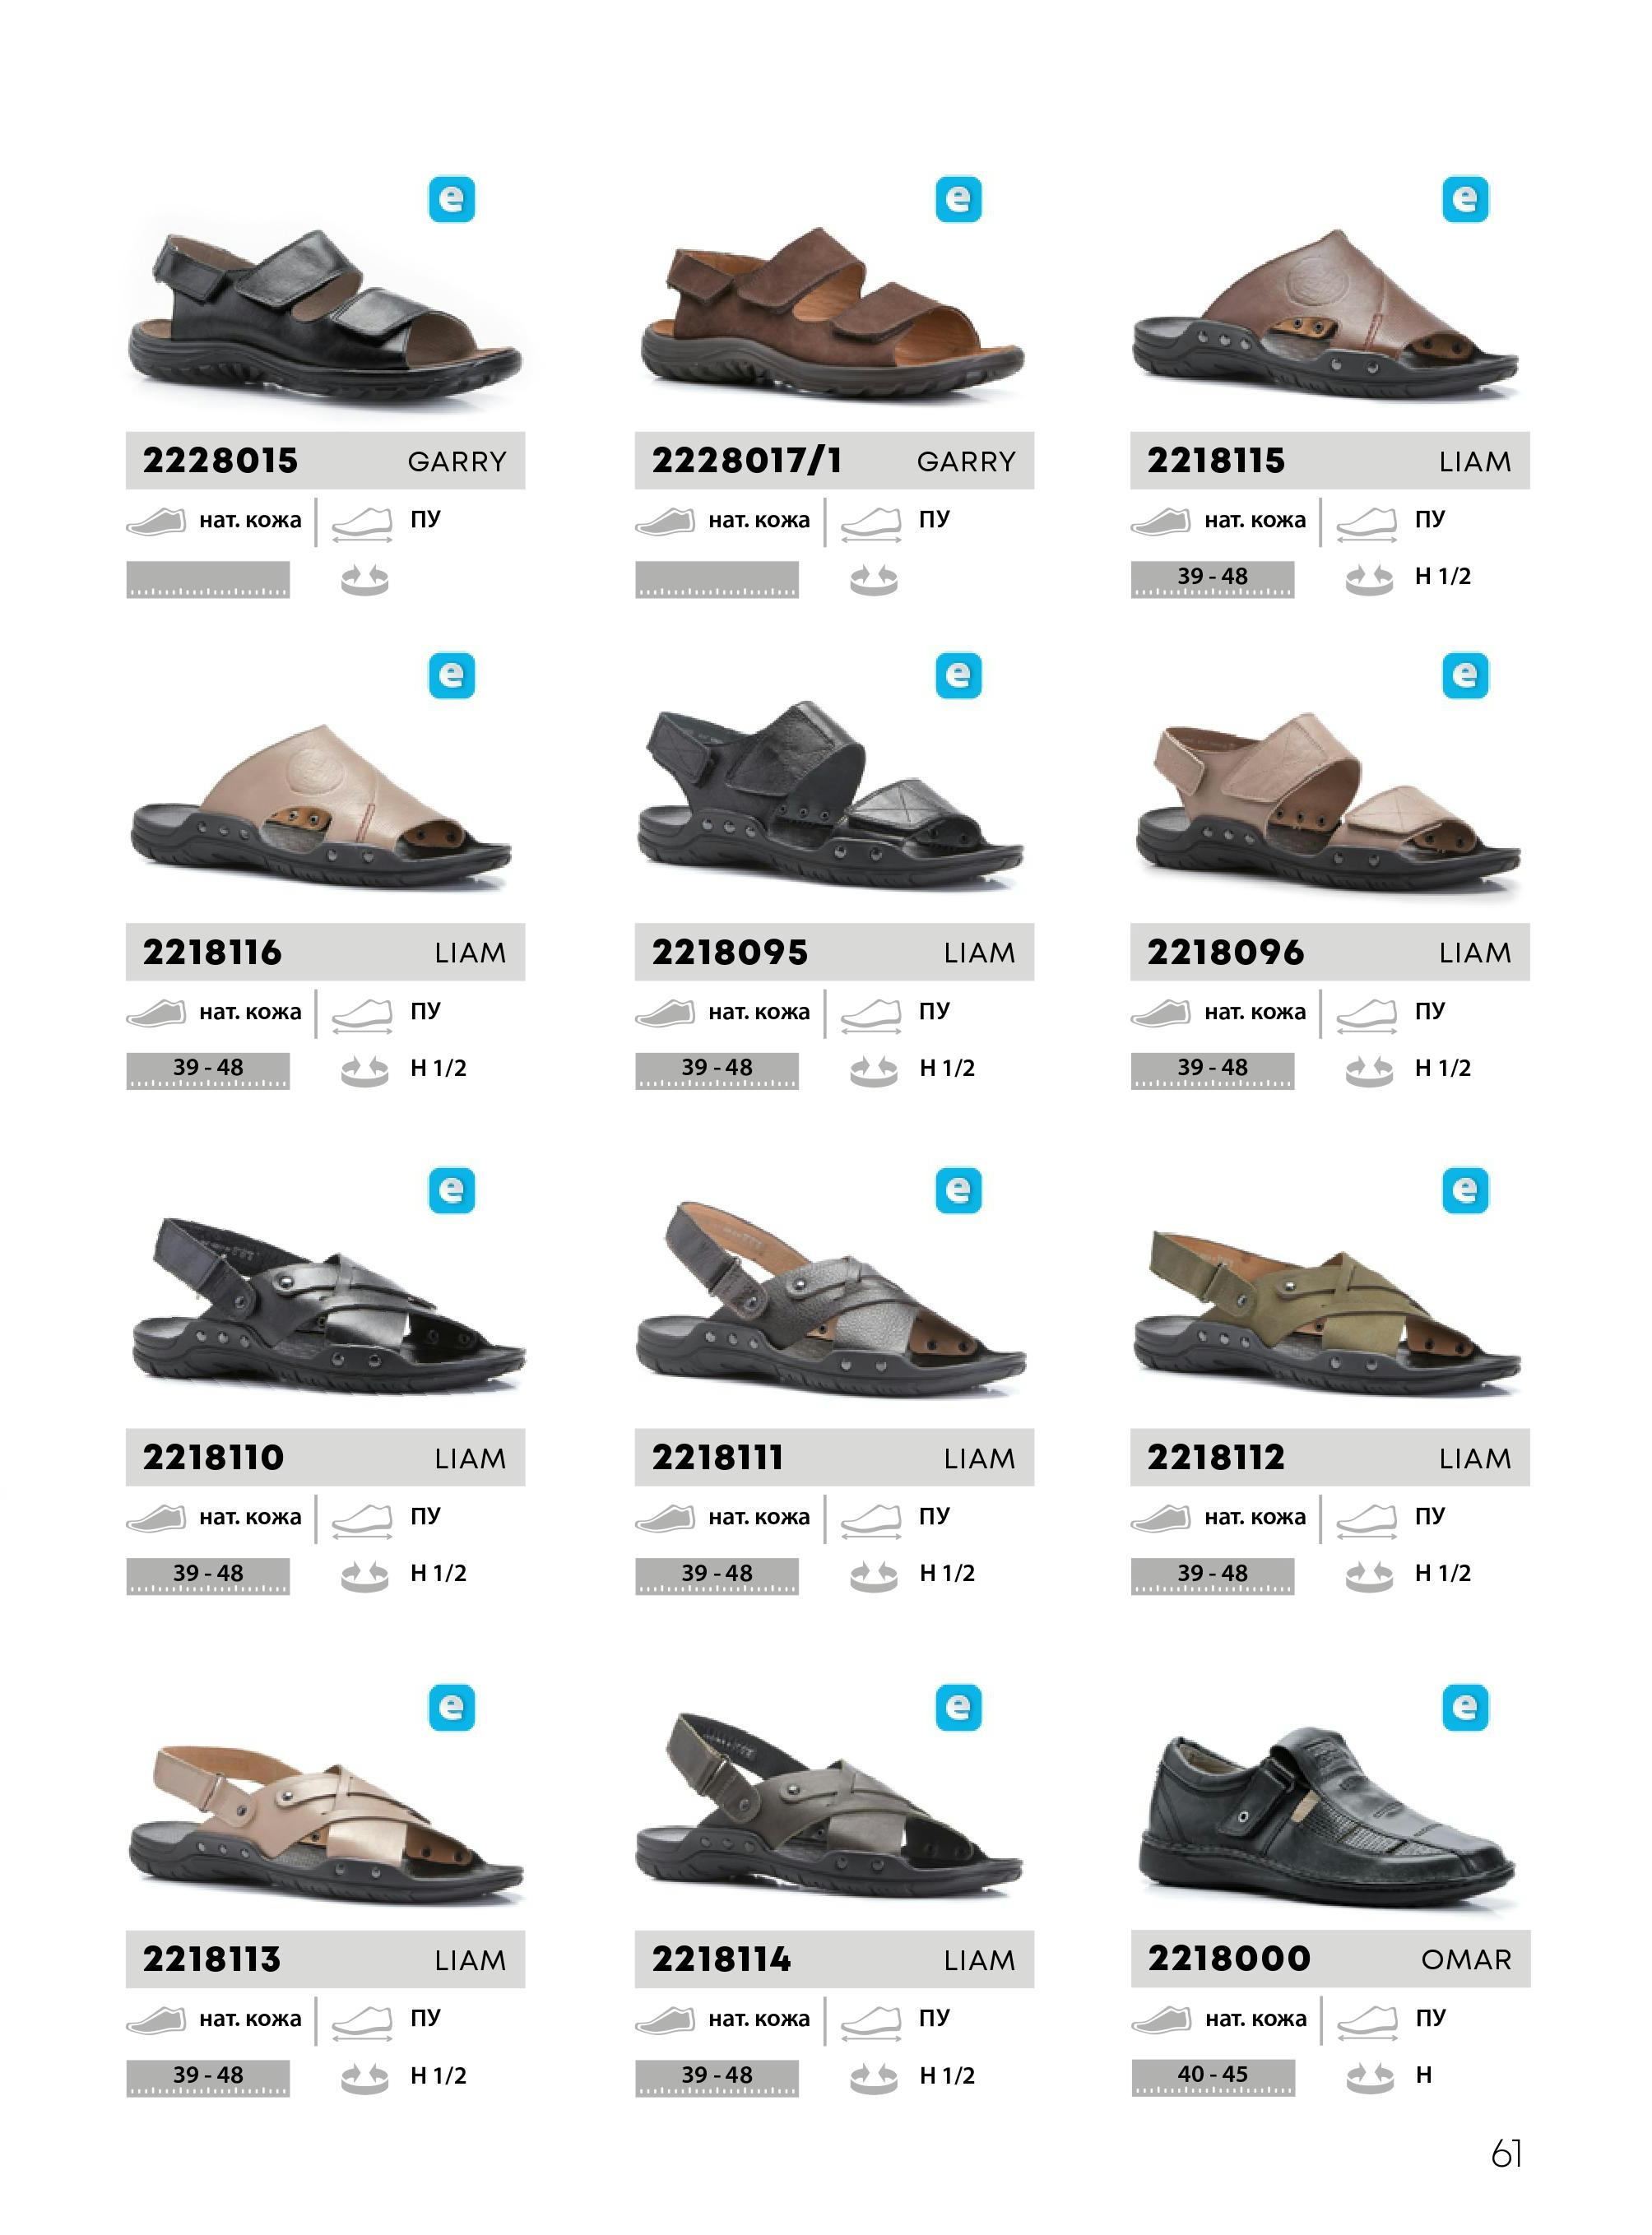 e
e
e
2228015 GARRY
2228017/1 GARRY
2218115 LIAM
нат. кожа ПУ
нат. кожа ПУ
нат. кожа ПУ
39 - 48 H 1/2
e
e
e
2218116 LIAM
2218095 LIAM
2218096 LIAM
нат. кожа ПУ
нат. кожа ПУ
нат. кожа ПУ
39 - 48 H 1/2
39 - 48 H 1/2
39 - 48 H 1/2
e
e
e
2218110 LIAM
2218111 LIAM
2218112 LIAM
нат. кожа ПУ
нат. кожа ПУ
нат. кожа ПУ
39 - 48 H 1/2
39 - 48 H 1/2
39 - 48 H 1/2
e
e
e
2218113 LIAM
2218114 LIAM
2218000 OMAR
нат. кожа ПУ
нат. кожа ПУ
нат. кожа ПУ
39 - 48 H 1/2
39 - 48 H 1/2
40 - 45 H
61